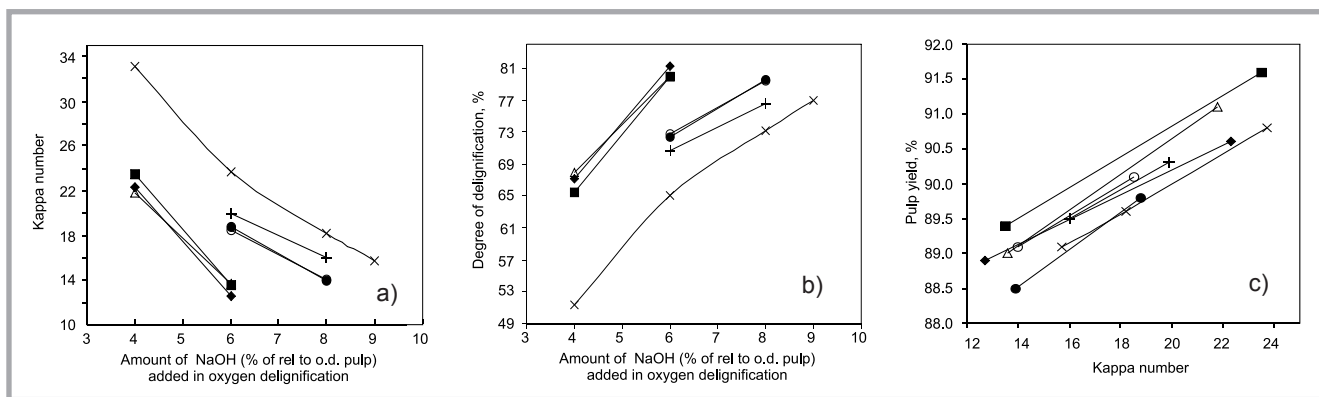 34
30
26
22
18
14
10
3 4 5 6 7 8 9 10
Kappa number
Amount of NaOH (% of rel to o.d. pulp)
added in oxygen delignification
a)
81
77
73
69
65
61
57
53
49
3 4 5 6 7 8 9 10
Degree of delignification, %
Amount of NaOH (% of rel to o.d. pulp)
added in oxygen delignification
b)
92.0
91.5
91.0
90.5
90.0
89.5
89.0
88.5
88.0
12 14 16 18 20 22 24
Pulp yield, %
Kappa number
c)